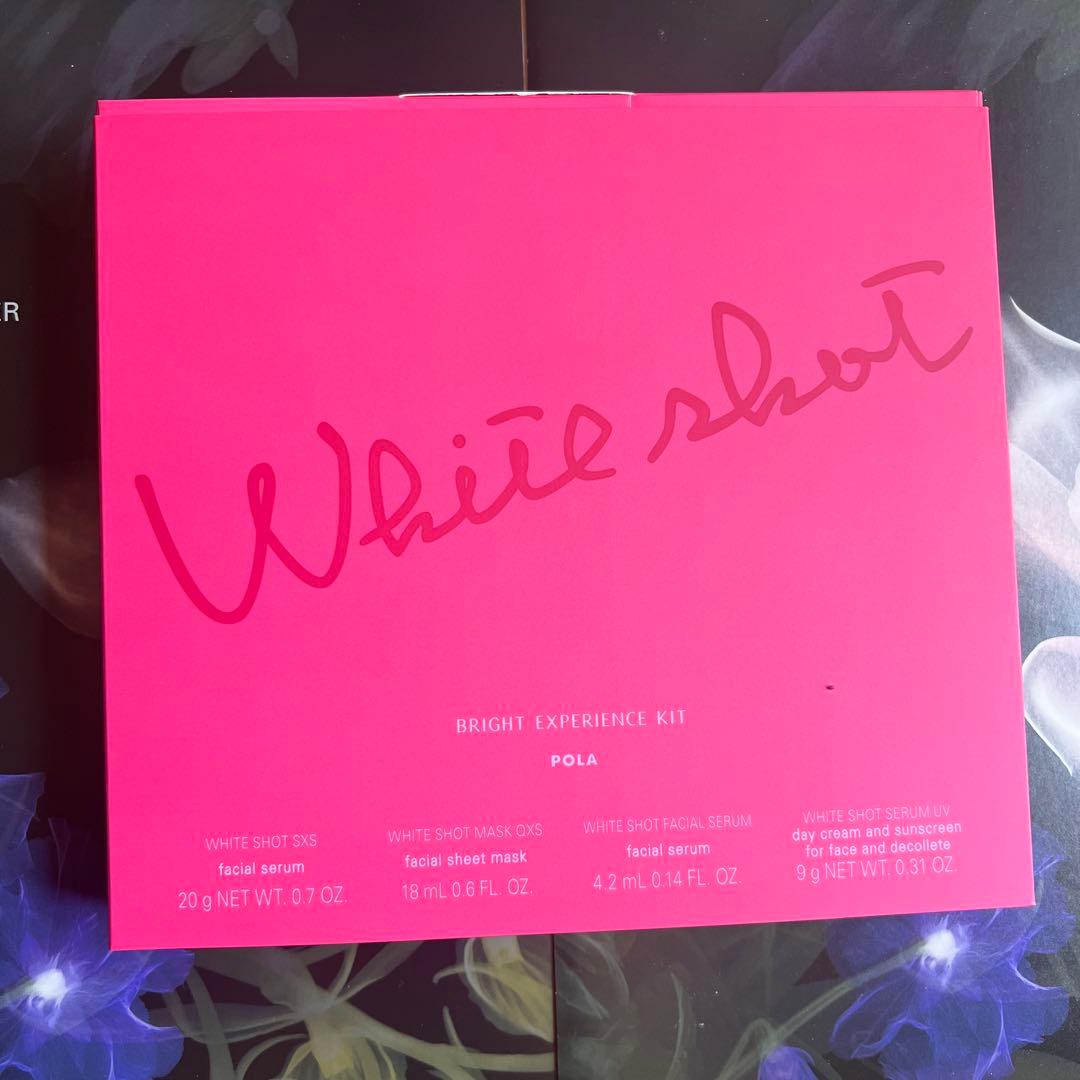 ER
White shot
BRIGHT EXPERIENCE KIT
POLA
WHITE SHOT SXS
facial serum
20 g NET WT. 0.7 OZ.
WHITE SHOT MASK QXS
facial sheet mask
18 mL 0.6 FL. OZ.
WHITE SHOT FACIAL SERUM
facial serum
4.2 mL 0.14 FL. OZ.
WHITE SHOT SERUM UV
day cream and sunscreen
for face and decollete
9 g NET WT. 0.31 OZ.